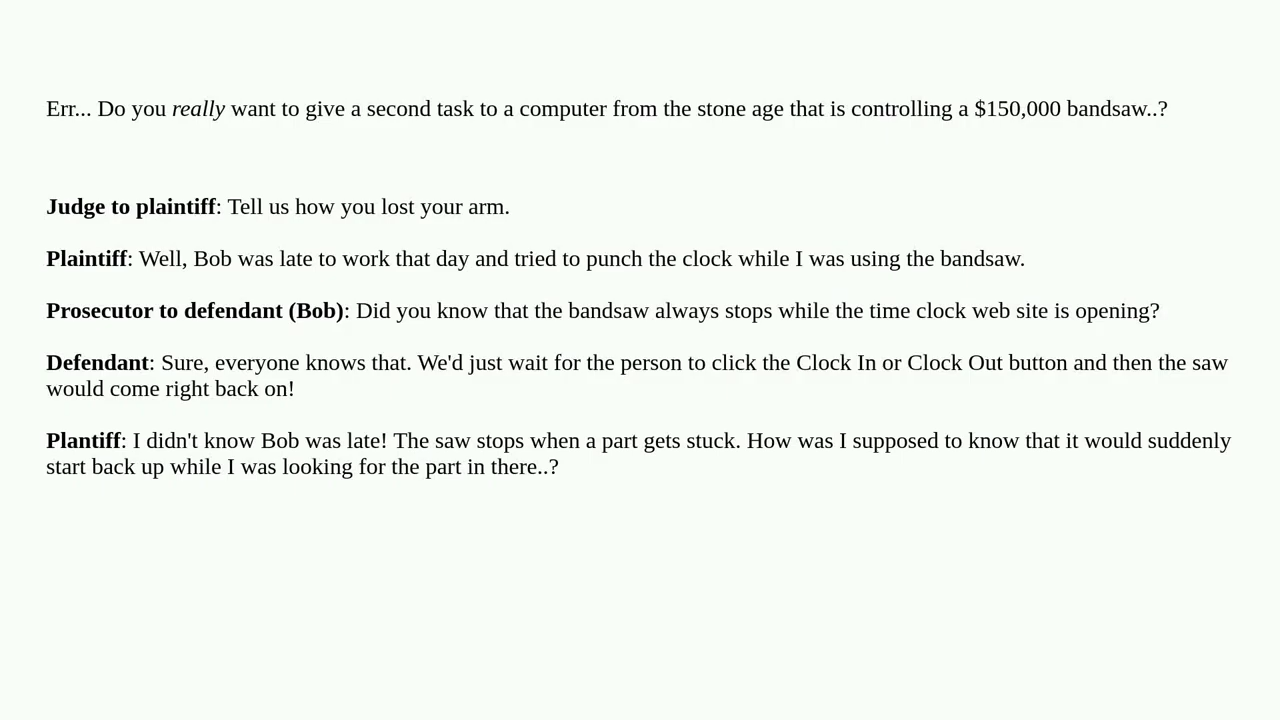 Err... Do you really want to give a second task to a computer from the stone age that is controlling a $150,000 bandsaw..?
Judge to plaintiff: Tell us how you lost your arm.
Plaintiff: Well, Bob was late to work that day and tried to punch the clock while I was using the bandsaw.
Prosecutor to defendant (Bob): Did you know that the bandsaw always stops while the time clock web site is opening?
Defendant: Sure, everyone knows that. We'd just wait for the person to click the Clock In or Clock Out button and then the saw
would come right back on!
Plantiff: I didn't know Bob was late! The saw stops when a part gets stuck. How was I supposed to know that it would suddenly
start back up while I was looking for the part in there..?